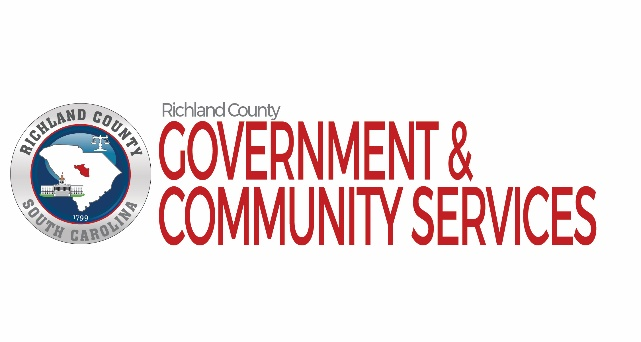 RICHLAND COUNTY
1799
SOUTH CAROLINA
Richland County
GOVERNMENT &
COMMUNITY SERVICES